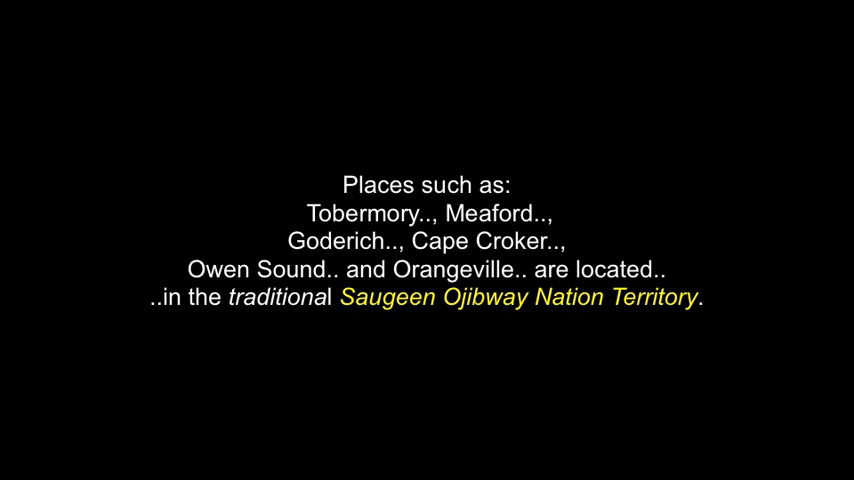 Places such as:
Tobermory.., Meaford..,
Goderich.., Cape Croker..,
Owen Sound.. and Orangeville.. are located..
..in the traditional Saugeen Ojibway Nation Territory.